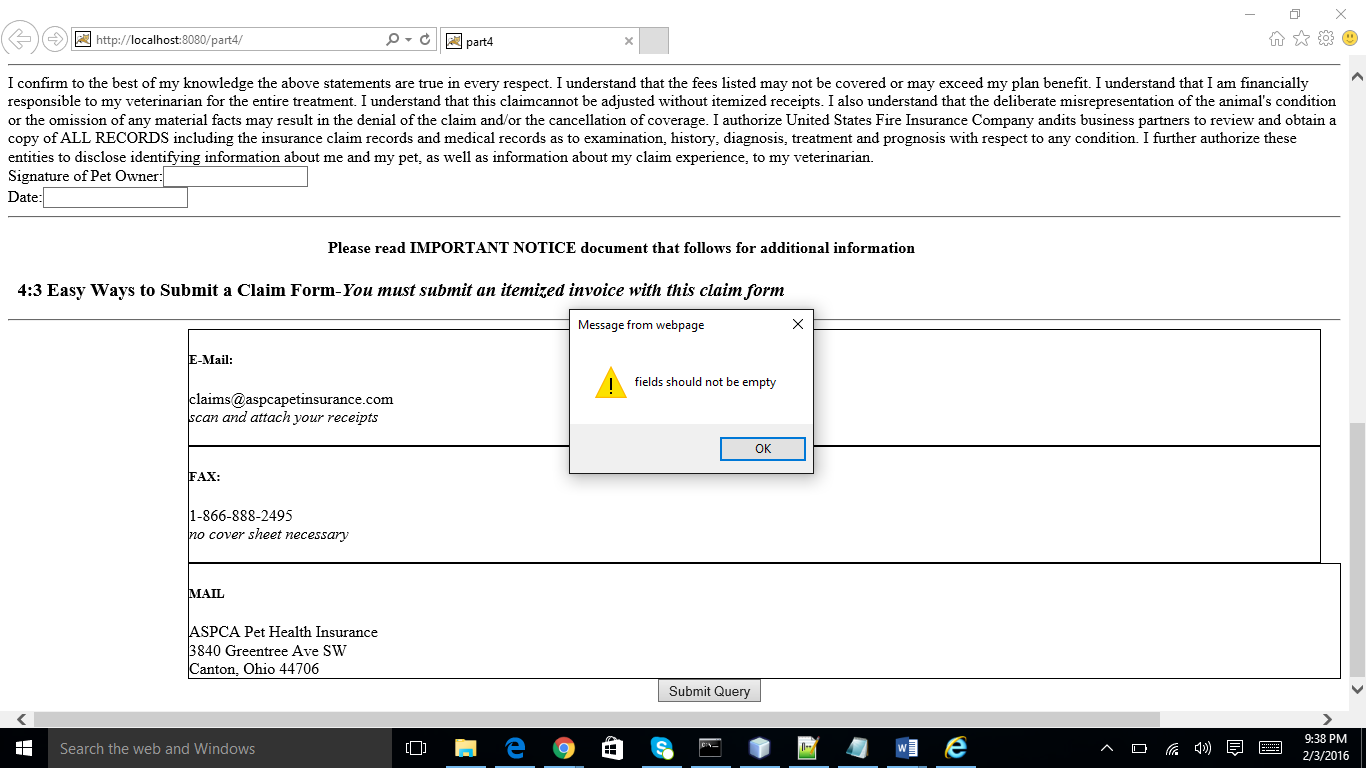 http://localhost:8080/part4/
part4
I confirm to the best of my knowledge the above statements are true in every respect. I understand that the fees listed may not be covered or may exceed my plan benefit. I understand that I am financially
responsible to my veterinarian for the entire treatment. I understand that this claimcannot be adjusted without itemized receipts. I also understand that the deliberate misrepresentation of the animal's condition
or the omission of any material facts may result in the denial of the claim and/or the cancellation of coverage. I authorize United States Fire Insurance Company andits business partners to review and obtain a
copy of ALL RECORDS including the insurance claim records and medical records as to examination, history, diagnosis, treatment and prognosis with respect to any condition. I further authorize these
entities to disclose identifying information about me and my pet, as well as information about my claim experience, to my veterinarian.
Signature of Pet Owner:
Date:
Please read IMPORTANT NOTICE document that follows for additional information
4:3 Easy Ways to Submit a Claim Form-You must submit an itemized invoice with this claim form
Message from webpage
fields should not be empty
OK
E-Mail:
claims@aspcapetinsurance.com
scan and attach your receipts
FAX:
1-866-888-2495
no cover sheet necessary
MAIL
ASPCA Pet Health Insurance
3840 Greentree Ave SW
Canton, Ohio 44706
Submit Query
Search the web and Windows
9:38 PM
2/3/2016